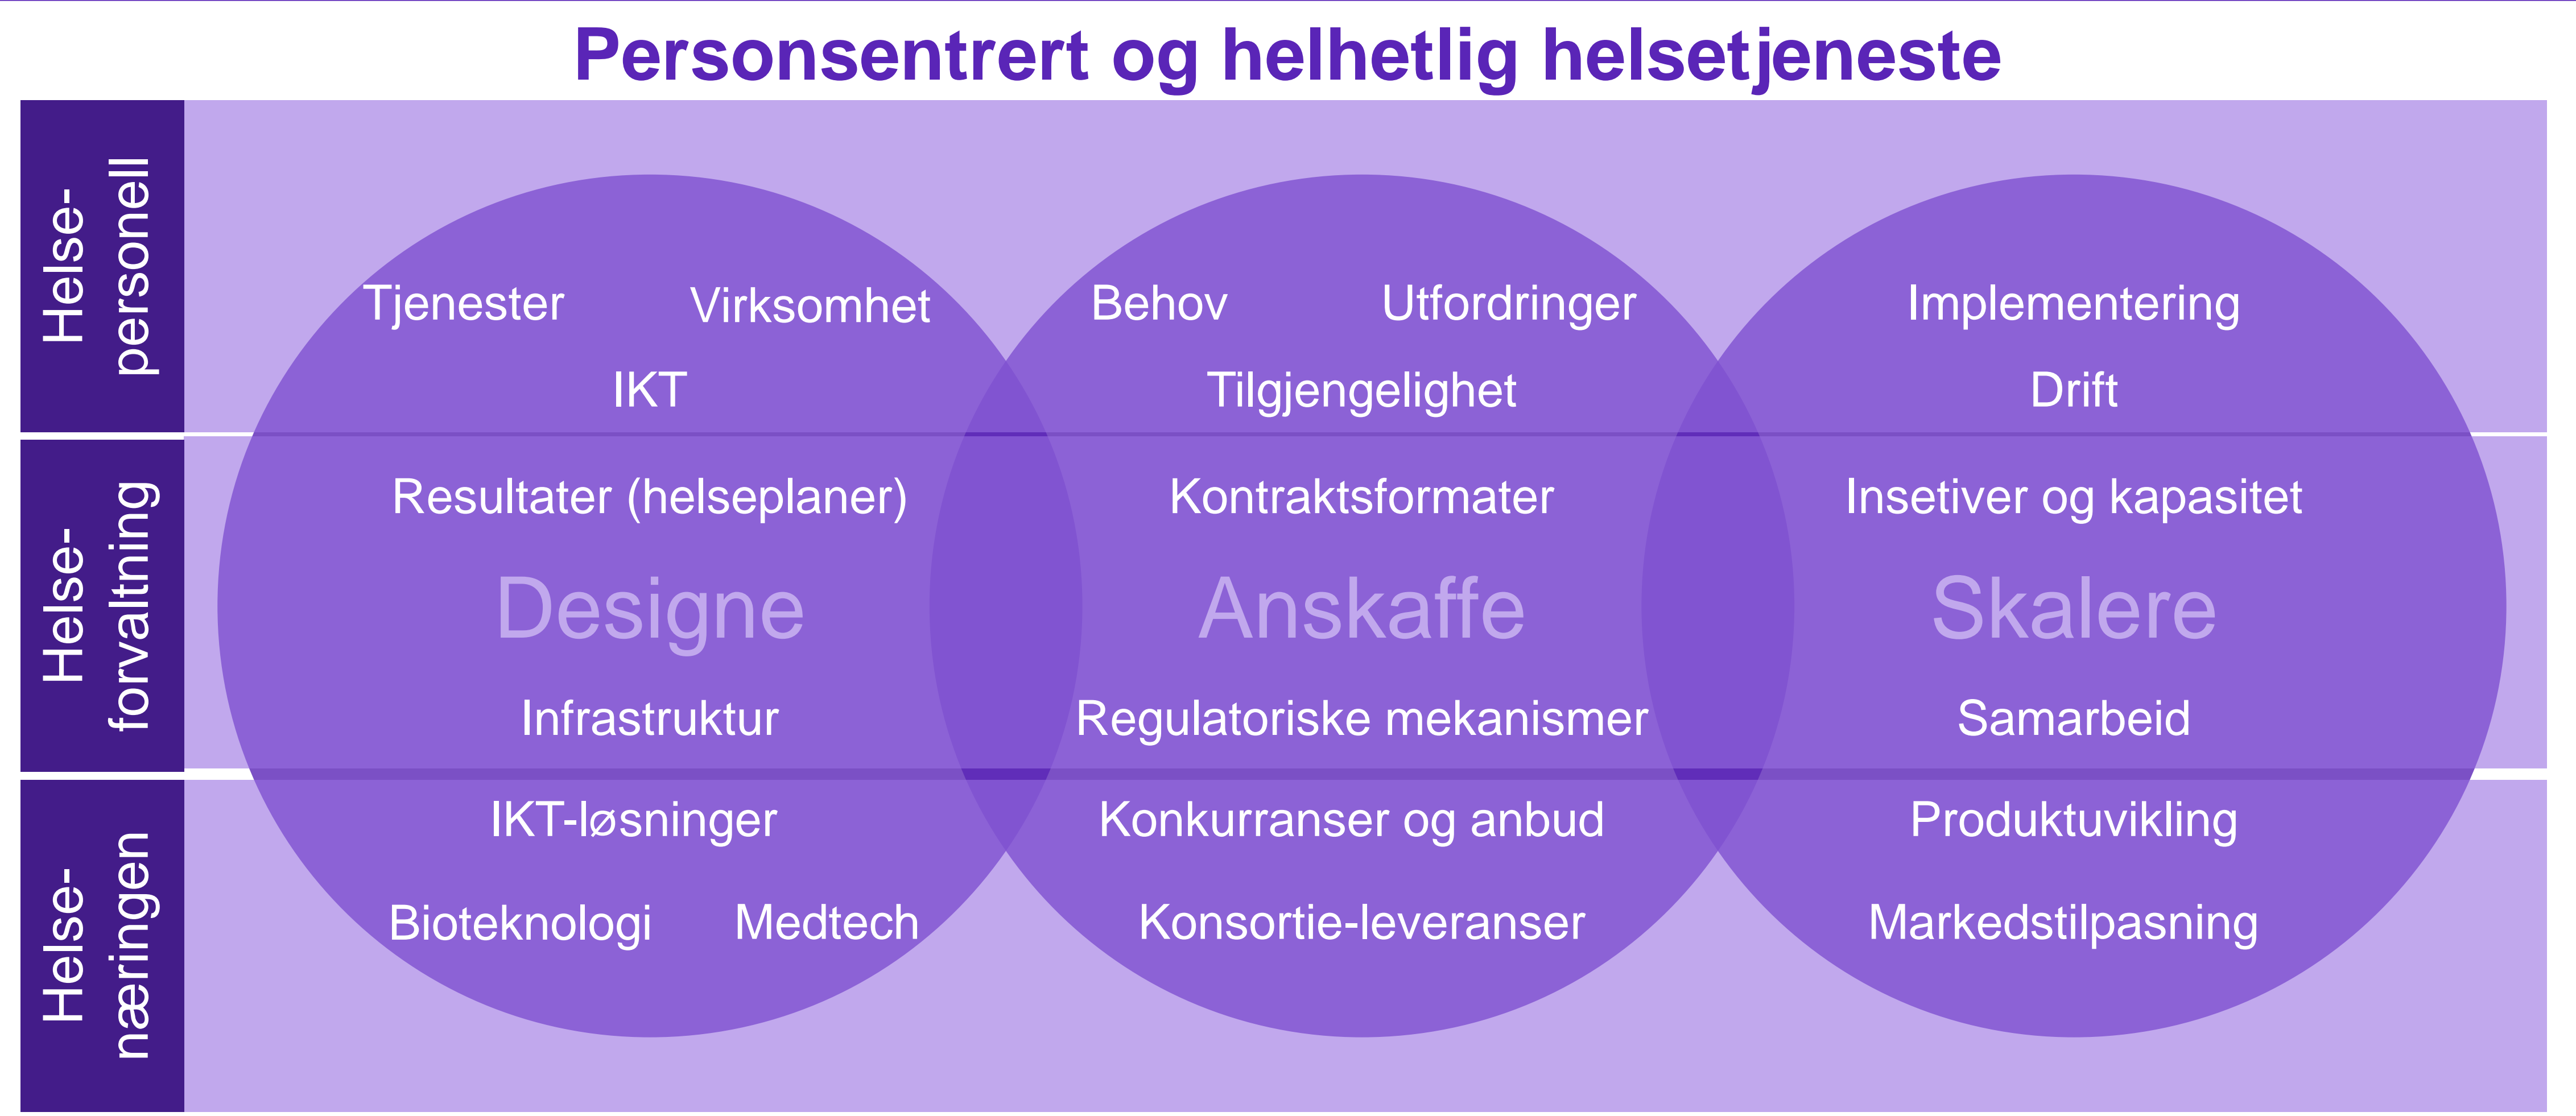 Personsentrert og helhetlig helsetjeneste
Helse-
personell
Tjenester
Virksomhet
IKT
Behov
Utfordringer
Tilgjengelighet
Implementering
Drift
Helse-
forvaltning
Resultater (helseplaner)
Designe
Infrastruktur
Kontraktsformater
Anskaffe
Regulatoriske mekanismer
Insetiver og kapasitet
Skalere
Samarbeid
Helse-
næringen
IKT-løsninger
Bioteknologi
Medtech
Konkurranser og anbud
Konsortie-leveranser
Produktuvikling
Markedstilpasning